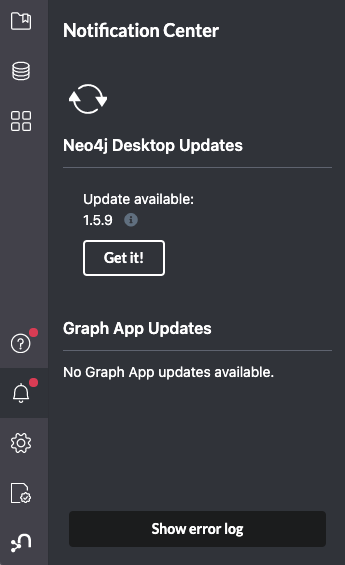 Notification Center
Neo4j Desktop Updates
Update available:
1.5.9
Get it!
Graph App Updates
No Graph App updates available.
Show error log